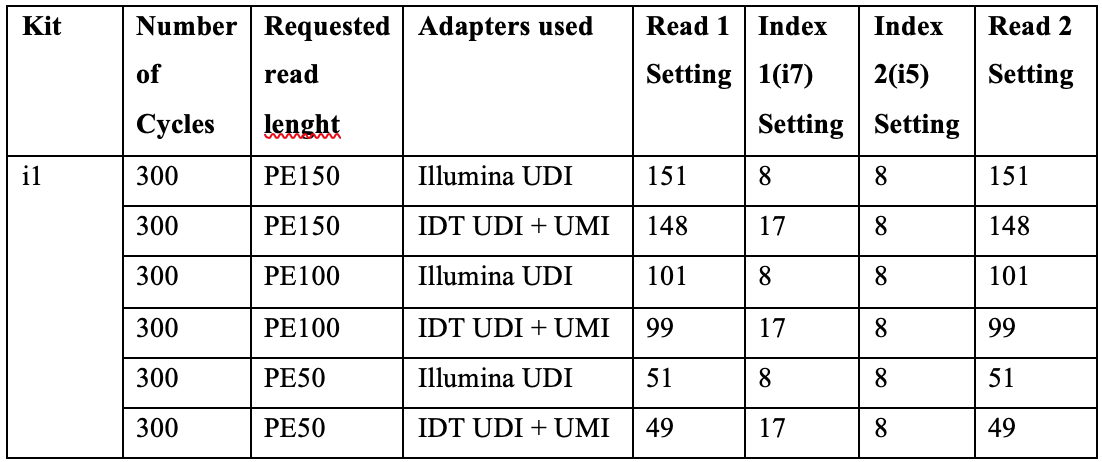 Kit Number of Cycles Requested read lenght Adapters used Read 1 Setting Index 1(i7) Setting Index 2(i5) Setting Read 2 Setting
i1 300 PE150 Illumina UDI 151 8 8 151
300 PE150 IDT UDI + UMI 148 17 8 148
300 PE100 Illumina UDI 101 8 8 101
300 PE100 IDT UDI + UMI 99 17 8 99
300 PE50 Illumina UDI 51 8 8 51
300 PE50 IDT UDI + UMI 49 17 8 49